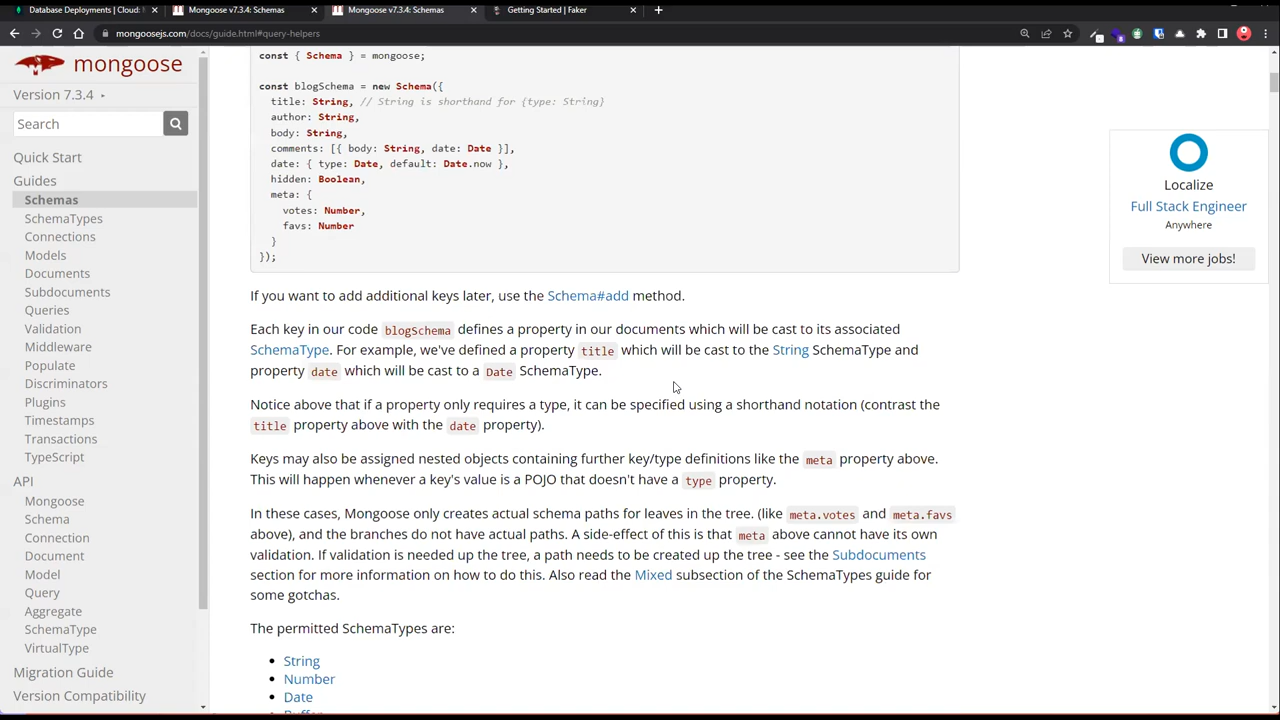 Database Deployments | Cloud:
Mongoose v7.3.4: Schemas
Mongoose v7.3.4: Schemas
Getting Started | Faker
mongoosejs.com/docs/guide.html#query-helpers
mongoose
Version 7.3.4
Search
Quick Start
Guides
Schemas
SchemaTypes
Connections
Models
Documents
Subdocuments
Queries
Validation
Middleware
Populate
Discriminators
Plugins
Timestamps
Transactions
TypeScript
API
Mongoose
Schema
Connection
Document
Model
Query
Aggregate
SchemaType
VirtualType
Migration Guide
Version Compatibility
const { Schema } = mongoose;
const blogSchema = new Schema({
title: String, // String is shorthand for {type: String}
author: String,
body: String,
comments: [{ body: String, date: Date }],
date: { type: Date, default: Date.now },
hidden: Boolean,
meta: {
votes: Number,
favs: Number
}
});
If you want to add additional keys later, use the Schema#add method.
Each key in our code blogSchema defines a property in our documents which will be cast to its associated
SchemaType. For example, we've defined a property title which will be cast to the String SchemaType and
property date which will be cast to a Date SchemaType.
Notice above that if a property only requires a type, it can be specified using a shorthand notation (contrast the
title property above with the date property).
Keys may also be assigned nested objects containing further key/type definitions like the meta property above.
This will happen whenever a key's value is a POJO that doesn't have a type property.
In these cases, Mongoose only creates actual schema paths for leaves in the tree. (like meta.votes and meta.favs
above), and the branches do not have actual paths. A side-effect of this is that meta above cannot have its own
validation. If validation is needed up the tree, a path needs to be created up the tree - see the Subdocuments
section for more information on how to do this. Also read the Mixed subsection of the SchemaTypes guide for
some gotchas.
The permitted SchemaTypes are:
String
Number
Date
Localize
Full Stack Engineer
Anywhere
View more jobs!